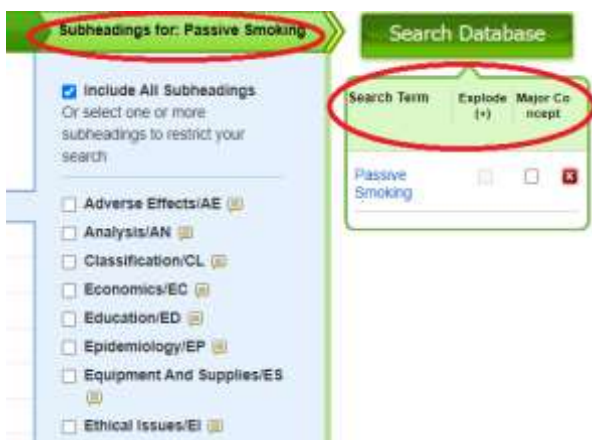 Subheadings for: Passive Smoking
Include All Subheadings
Or select one or more
subheadings to restrict your
search
Adverse Effects/AE
Analysis/AN
Classification/CL
Economics/EC
Education/ED
Epidemiology/EP
Equipment And Supplies/ES
Ethical Issues/EI
Search Database
Search Term Explode Major Co
(+) ncept
Passive
Smoking